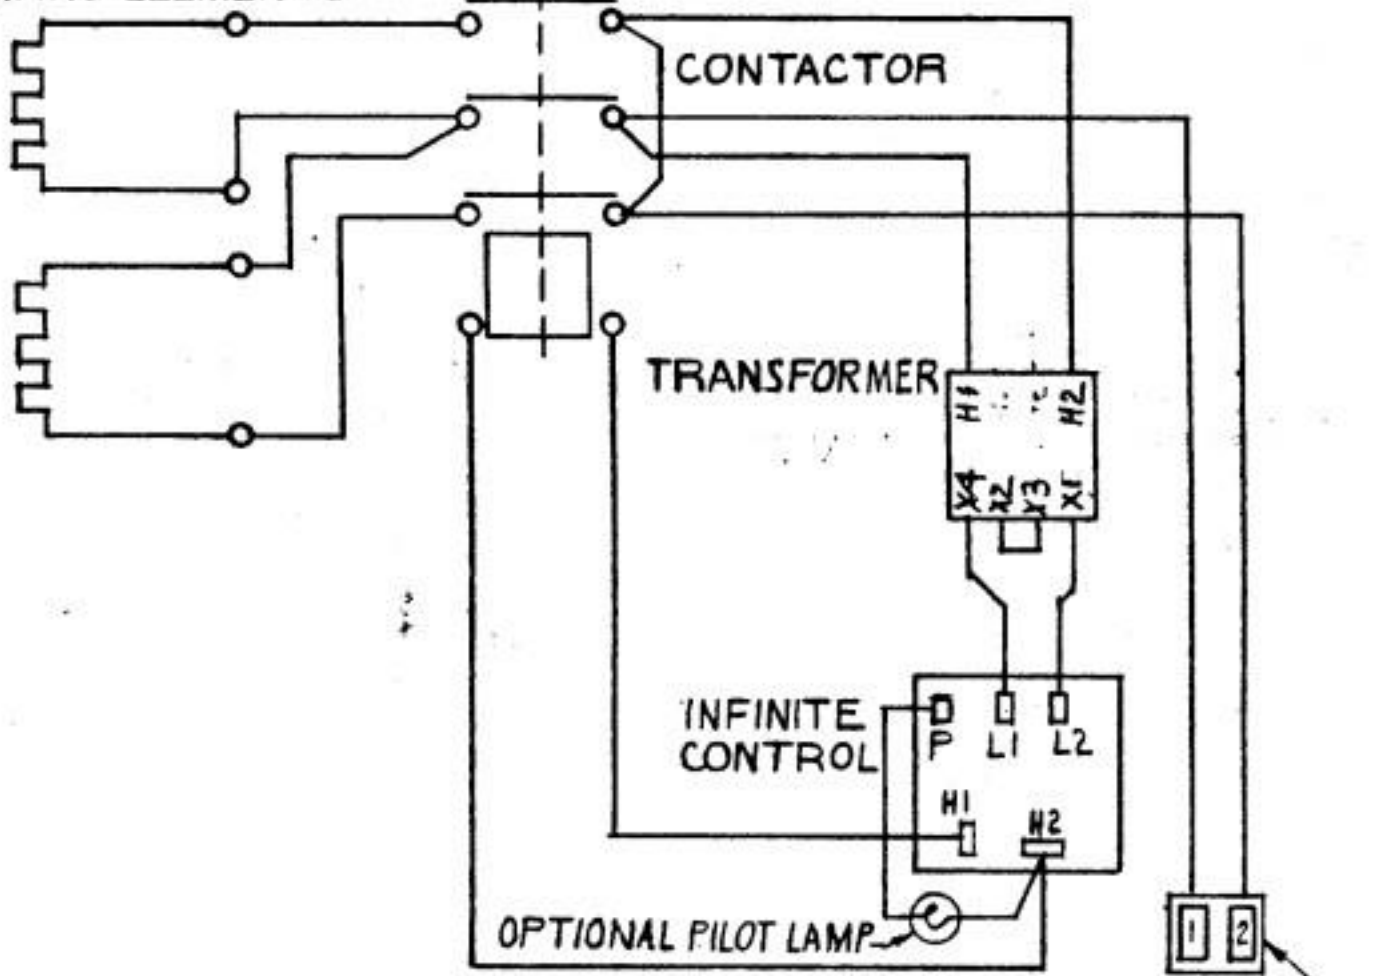 CONTACTOR
TRANSFORMER
H1 H2
X4 X2 X3 X1
INFINITE
CONTROL
P L1 L2
H1
H2
OPTIONAL PILOT LAMP
1 2